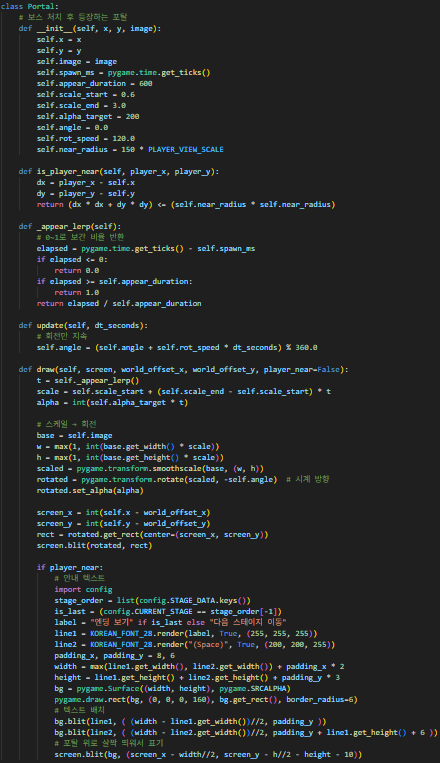 class Portal:
    # 보스 처치 후 등장하는 포탈
    def __init__(self, x, y, image):
        self.x = x
        self.y = y
        self.image = image
        self.spawn_ms = pygame.time.get_ticks()
        self.appear_duration = 600
        self.scale_start = 0.6
        self.scale_end = 3.0
        self.alpha_target = 200
        self.angle = 0.0
        self.rot_speed = 120.0
        self.near_radius = 150 * PLAYER_VIEW_SCALE

    def is_player_near(self, player_x, player_y):
        dx = player_x - self.x
        dy = player_y - self.y
        return (dx * dx + dy * dy) <= (self.near_radius * self.near_radius)

    def _appear_lerp(self):
        # 0~1로 보간 비율 반환
        elapsed = pygame.time.get_ticks() - self.spawn_ms
        if elapsed <= 0:
            return 0.0
        if elapsed >= self.appear_duration:
            return 1.0
        return elapsed / self.appear_duration

    def update(self, dt_seconds):
        # 회전만 지속
        self.angle = (self.angle + self.rot_speed * dt_seconds) % 360.0

    def draw(self, screen, world_offset_x, world_offset_y, player_near=False):
        t = self._appear_lerp()
        scale = self.scale_start + (self.scale_end - self.scale_start) * t
        alpha = int(self.alpha_target * t)

        # 스케일 → 회전
        base = self.image
        w = max(1, int(base.get_width() * scale))
        h = max(1, int(base.get_height() * scale))
        scaled = pygame.transform.smoothscale(base, (w, h))
        rotated = pygame.transform.rotate(scaled, -self.angle)  # 시계 방향
        rotated.set_alpha(alpha)

        screen_x = int(self.x - world_offset_x)
        screen_y = int(self.y - world_offset_y)
        rect = rotated.get_rect(center=(screen_x, screen_y))
        screen.blit(rotated, rect)

        if player_near:
            # 안내 텍스트
            import config
            stage_order = list(config.STAGE_DATA.keys())
            is_last = (config.CURRENT_STAGE == stage_order[-1])
            label = "엔딩 보기" if is_last else "다음 스테이지 이동"
            line1 = KOREAN_FONT_28.render(label, True, (255, 255, 255))
            line2 = KOREAN_FONT_28.render("(Space)", True, (200, 200, 255))
            padding_x, padding_y = 8, 6
            width = max(line1.get_width(), line2.get_width()) + padding_x * 2
            height = line1.get_height() + line2.get_height() + padding_y * 3
            bg = pygame.Surface((width, height), pygame.SRCALPHA)
            pygame.draw.rect(bg, (0, 0, 0, 160), bg.get_rect(), border_radius=6)
            # 텍스트 배치
            bg.blit(line1, ( (width - line1.get_width())//2, padding_y ))
            bg.blit(line2, ( (width - line2.get_width())//2, padding_y + line1.get_height() + 6 ))
            # 포탈 위로 살짝 띄워서 표기
            screen.blit(bg, (screen_x - width//2, screen_y - h//2 - height - 10))